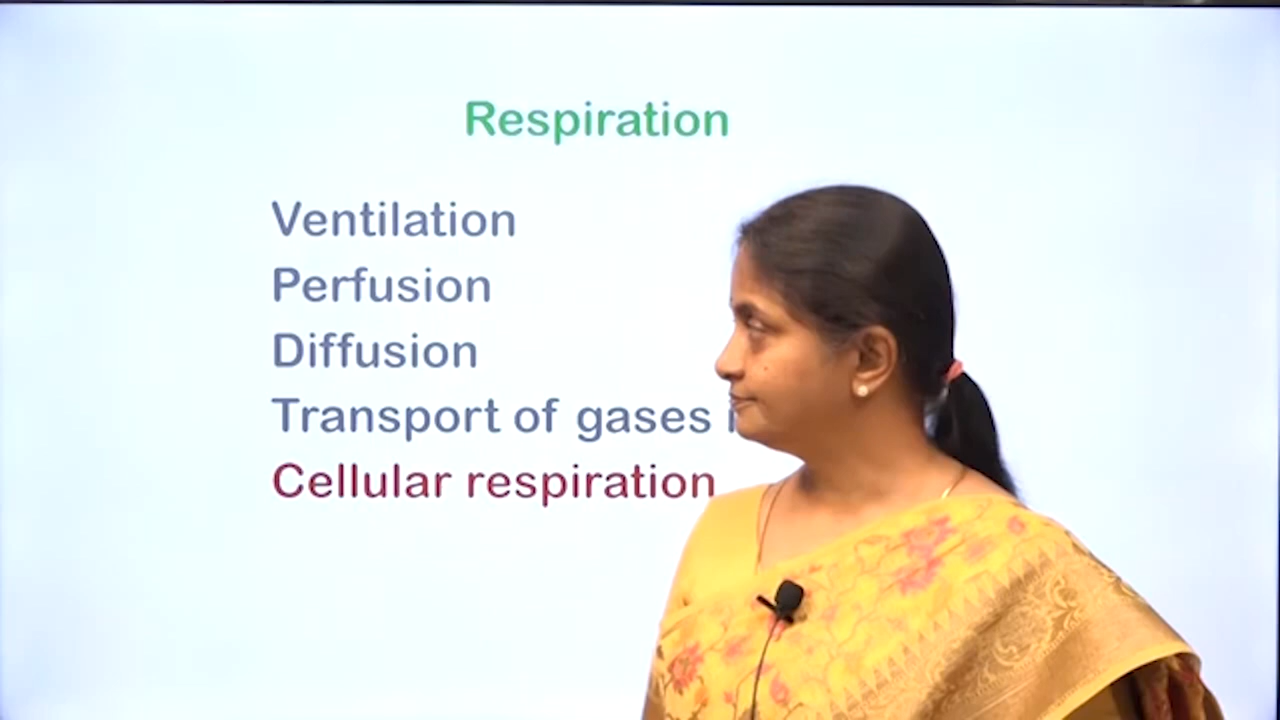 Respiration
Ventilation
Perfusion
Diffusion
Transport of gases
Cellular respiration